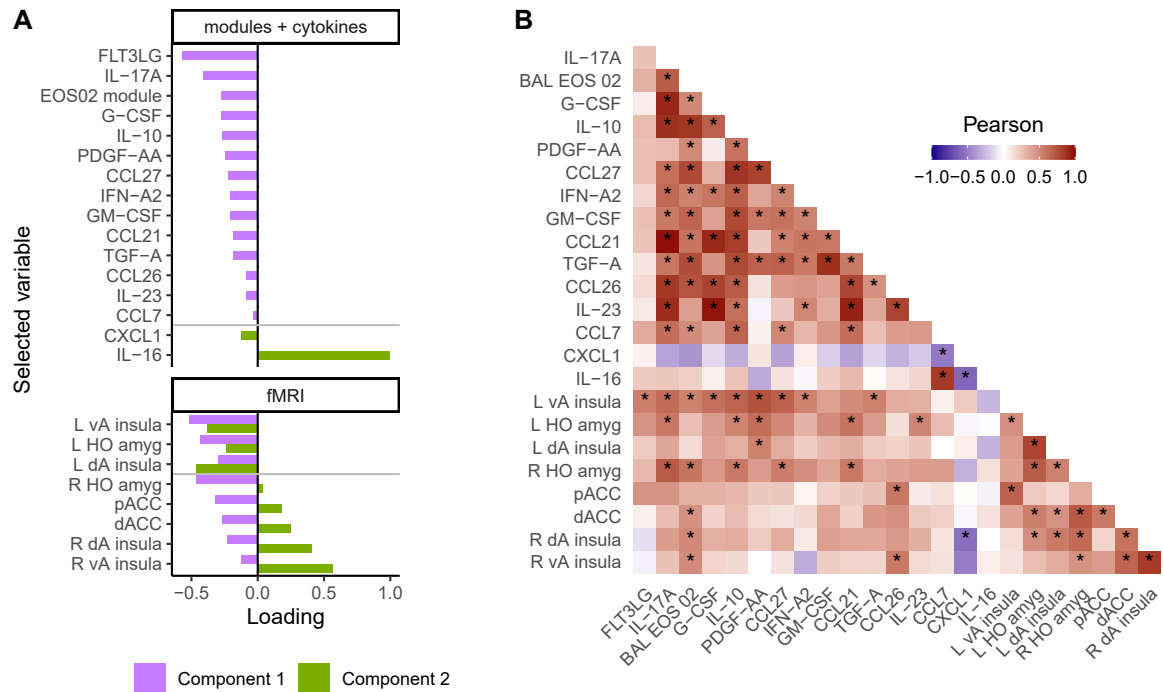 A
modules + cytokines
FLT3LG
IL−17A
EOS02 module
G−CSF
IL−10
PDGF−AA
CCL27
IFN−A2
GM−CSF
CCL21
TGF−A
CCL26
IL−23
CCL7
CXCL1
IL−16
fMRI
L vA insula
L HO amyg
L dA insula
R HO amyg
pACC
dACC
R dA insula
R vA insula
−0.5 0.0 0.5 1.0
Loading
Selected variable
Component 1 Component 2
B
IL−17A
BAL EOS 02
G−CSF
IL−10
PDGF−AA
CCL27
IFN−A2
GM−CSF
CCL21
TGF−A
CCL26
IL−23
CCL7
CXCL1
IL−16
L vA insula
L HO amyg
L dA insula
R HO amyg
pACC
dACC
R dA insula
R vA insula
Pearson
−1.0 −0.5 0.0 0.5 1.0
FLT3LG
IL−17A
BAL EOS 02
G−CSF
IL−10
PDGF−AA
CCL27
IFN−A2
GM−CSF
CCL21
TGF−A
CCL26
IL−23
CCL7
CXCL1
IL−16
L vA insula
L HO amyg
L dA insula
R HO amyg
pACC
dACC
R dA insula